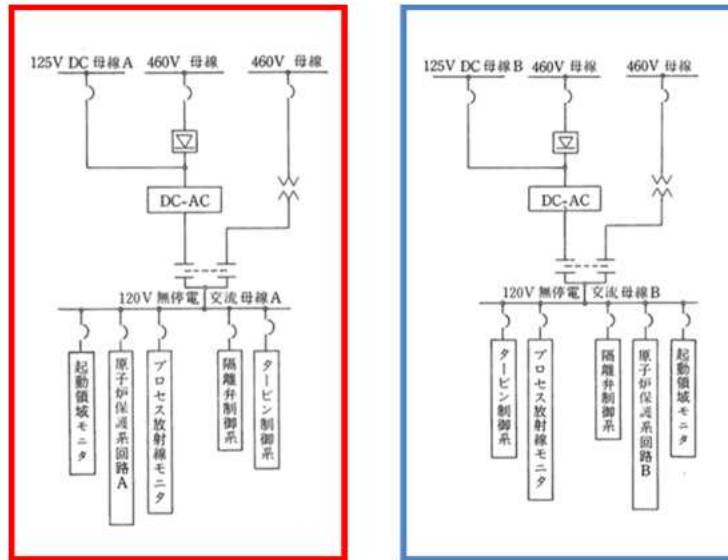 125V DC 母線A 460V 母線 460V 母線
DC-AC
120V 無停電 交流母線A
起動領域モニタ
原子炉保護系回路A
プロセス放射線モニタ
隔離弁制御系
タービン制御系
125V DC 母線B 460V 母線 460V 母線
DC-AC
120V 無停電 交流母線B
タービン制御系
プロセス放射線モニタ
隔離弁制御系
原子炉保護系回路B
起動領域モニタ